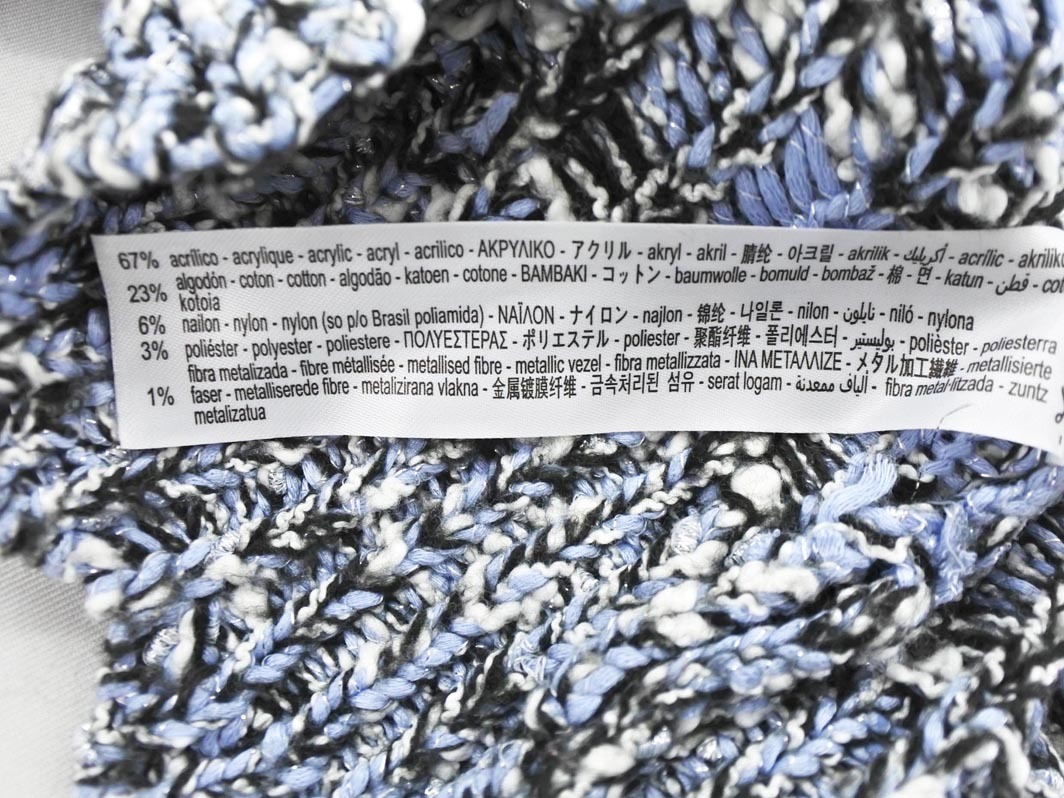 67% acrílico - acrylique - acrylic - acryl - acrilico - ΑΚΡΥΛΙΚΟ - アクリル - akryl - akril - 腈纶 - 아크릴 - akrilik - أكريليك - acrílic - akriliko
23% algodón - coton - cotton - algodão - katoen - cotone - ΒΑΜΒΑΚΙ - コットン - baumwolle - bomuld - bombaž - 棉 - 면 - katun - قطن - cot
kotoia
6% nailon - nylon - nylon (so p/o Brasil poliamida) - ΝΑΪΛΟΝ - ナイロン - najlon - 锦纶 - 나일론 - nilon - نايلون - niló - nylona
3% poliéster - polyester - poliestere - ΠΟΛΥΕΣΤΕΡΑΣ - ポリエステル - poliester - 聚酯纤维 - 폴리에스터 - بوليستير - polièster - poliesterra
fibra metalizada - fibre métallisée - metallised fibre - metallic vezel - fibra metallizzata - ΙΝΑ ΜΕΤΑΛΛΙΖΕ - メタル加工繊維 - metallisierte
1% faser - metalliserede fibre - metalizirana vlakna - 金属镀膜纤维 - 금속처리된 섬유 - serat logam - ألياف ممعدنة - fibra metal·litzada - zuntz
metalizatua